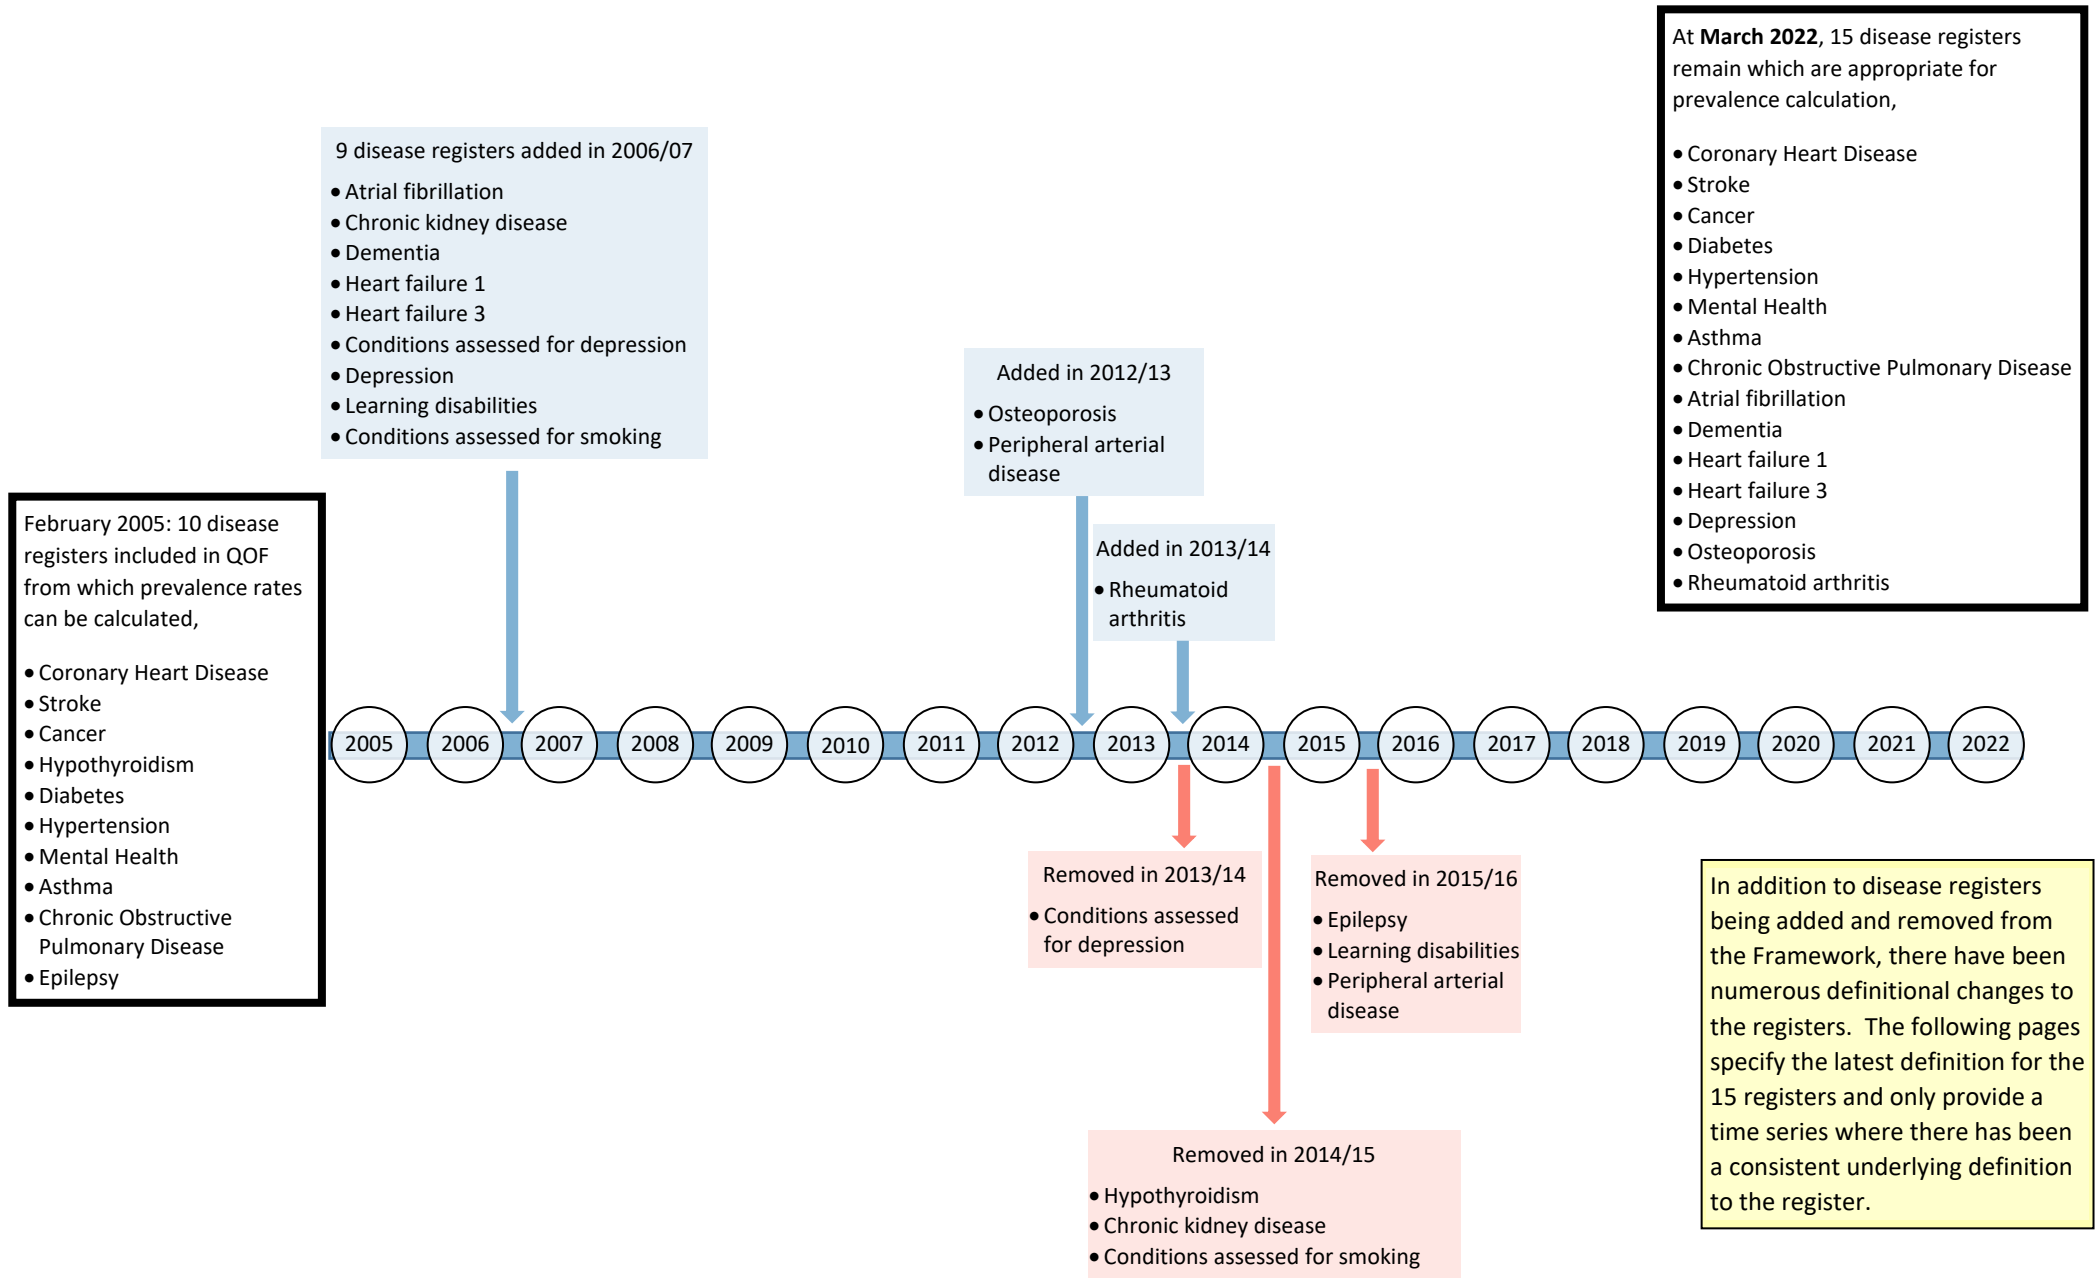 At March 2022, 15 disease registers
remain which are appropriate for
prevalence calculation,
• Coronary Heart Disease
• Stroke
• Cancer
• Diabetes
• Hypertension
• Mental Health
• Asthma
• Chronic Obstructive Pulmonary Disease
• Atrial fibrillation
• Dementia
• Heart failure 1
• Heart failure 3
• Depression
• Osteoporosis
• Rheumatoid arthritis
9 disease registers added in 2006/07
• Atrial fibrillation
• Chronic kidney disease
• Dementia
• Heart failure 1
• Heart failure 3
• Conditions assessed for depression
• Depression
• Learning disabilities
• Conditions assessed for smoking
Added in 2012/13
• Osteoporosis
• Peripheral arterial
disease
Added in 2013/14
• Rheumatoid
arthritis
February 2005: 10 disease
registers included in QOF
from which prevalence rates
can be calculated,
• Coronary Heart Disease
• Stroke
• Cancer
• Hypothyroidism
• Diabetes
• Hypertension
• Mental Health
• Asthma
• Chronic Obstructive
Pulmonary Disease
• Epilepsy
2005 2006 2007 2008 2009 2010 2011 2012 2013 2014 2015 2016 2017 2018 2019 2020 2021 2022
Removed in 2013/14
• Conditions assessed
for depression
Removed in 2015/16
• Epilepsy
• Learning disabilities
• Peripheral arterial
disease
Removed in 2014/15
• Hypothyroidism
• Chronic kidney disease
• Conditions assessed for smoking
In addition to disease registers
being added and removed from
the Framework, there have been
numerous definitional changes to
the registers.  The following pages
specify the latest definition for the
15 registers and only provide a
time series where there has been
a consistent underlying definition
to the register.